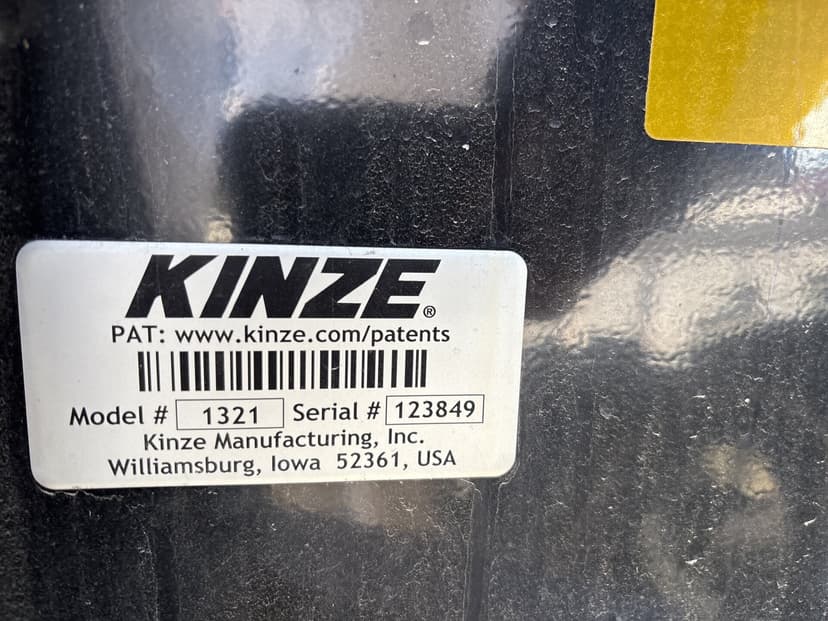 KINZE®
PAT: www.kinze.com/patents
Model # 1321 Serial # 123849
Kinze Manufacturing, Inc.
Williamsburg, Iowa 52361, USA